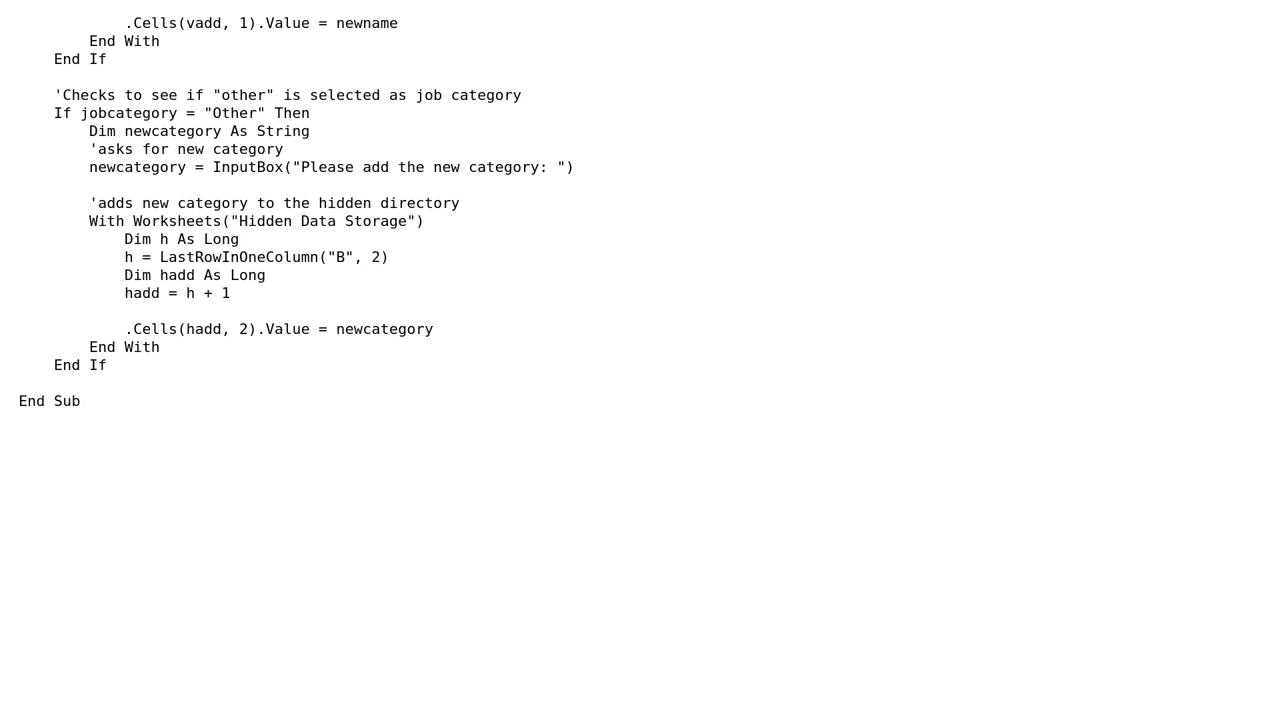 .Cells(vadd, 1).Value = newname
End With
End If
'Checks to see if "other" is selected as job category
If jobcategory = "Other" Then
Dim newcategory As String
'asks for new category
newcategory = InputBox("Please add the new category: ")
'adds new category to the hidden directory
With Worksheets("Hidden Data Storage")
Dim h As Long
h = LastRowInOneColumn("B", 2)
Dim hadd As Long
hadd = h + 1
.Cells(hadd, 2).Value = newcategory
End With
End If
End Sub